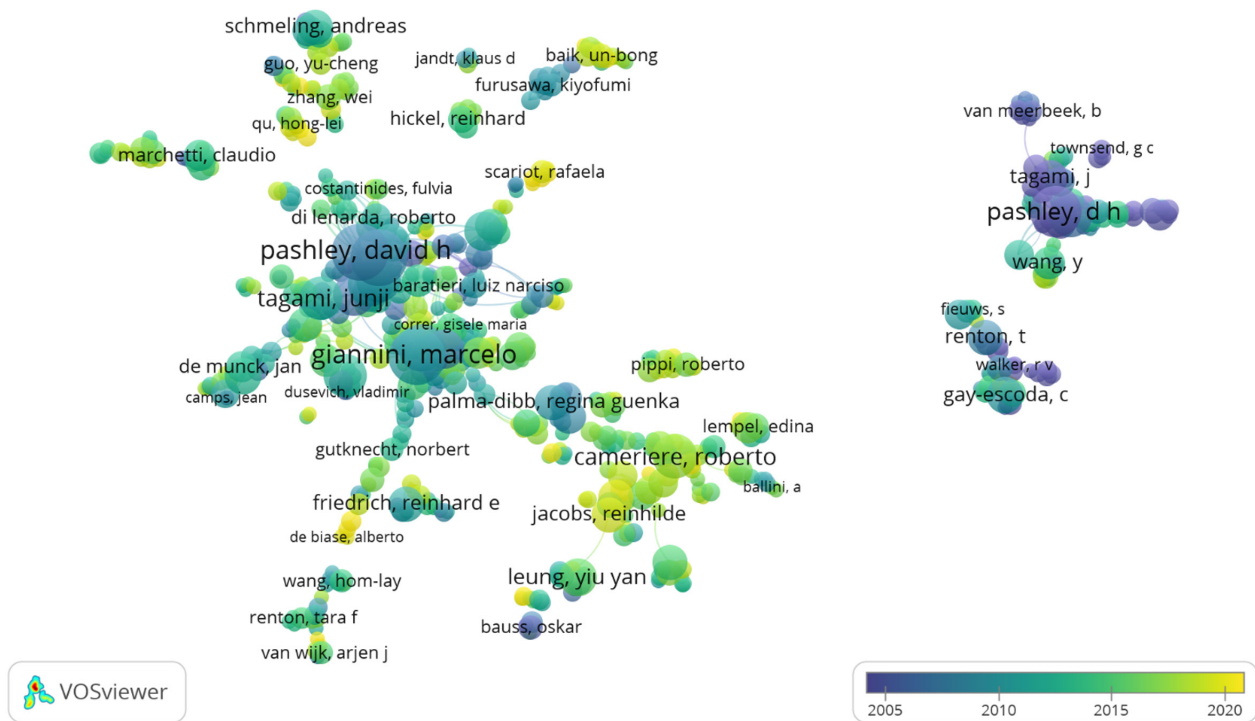 schmeling, andreas
guo, yu-cheng
zhang, wei
qu, hong-lei
marchetti, claudio
jandt, klaus d
baik, un-bong
furusawa, kiyofumi
hickel, reinhard
scariot, rafaela
costantinides, fulvia
di lenarda, roberto
pashley, david h
baratieri, luiz narciso
tagami, junji
correr, gisele maria
giannini, marcelo
de munck, jan
camps, jean
dusevich, vladimir
pippi, roberto
palma-dibb, regina guenka
lempel, edina
gutknecht, norbert
cameriere, roberto
ballini, a
friedrich, reinhard e
jacobs, reinhilde
de biase, alberto
wang, hom-lay
leung, yiu yan
renton, tara f
bauss, oskar
van wijk, arjen j
van meerbeek, b
townsend, g c
tagami, j
pashley, d h
wang, y
fieuws, s
renton, t
walker, r v
gay-escoda, c
VOSviewer
2005 2010 2015 2020